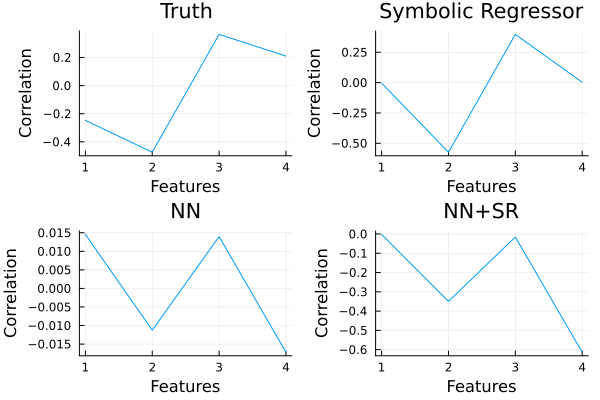 Truth
Correlation
0.2
0.0
−0.2
−0.4
1 2 3 4
Features
Symbolic Regressor
Correlation
0.25
0.00
−0.25
−0.50
1 2 3 4
Features
NN
Correlation
0.015
0.010
0.005
0.000
−0.005
−0.010
−0.015
1 2 3 4
Features
NN+SR
Correlation
0.0
−0.1
−0.2
−0.3
−0.4
−0.5
−0.6
1 2 3 4
Features